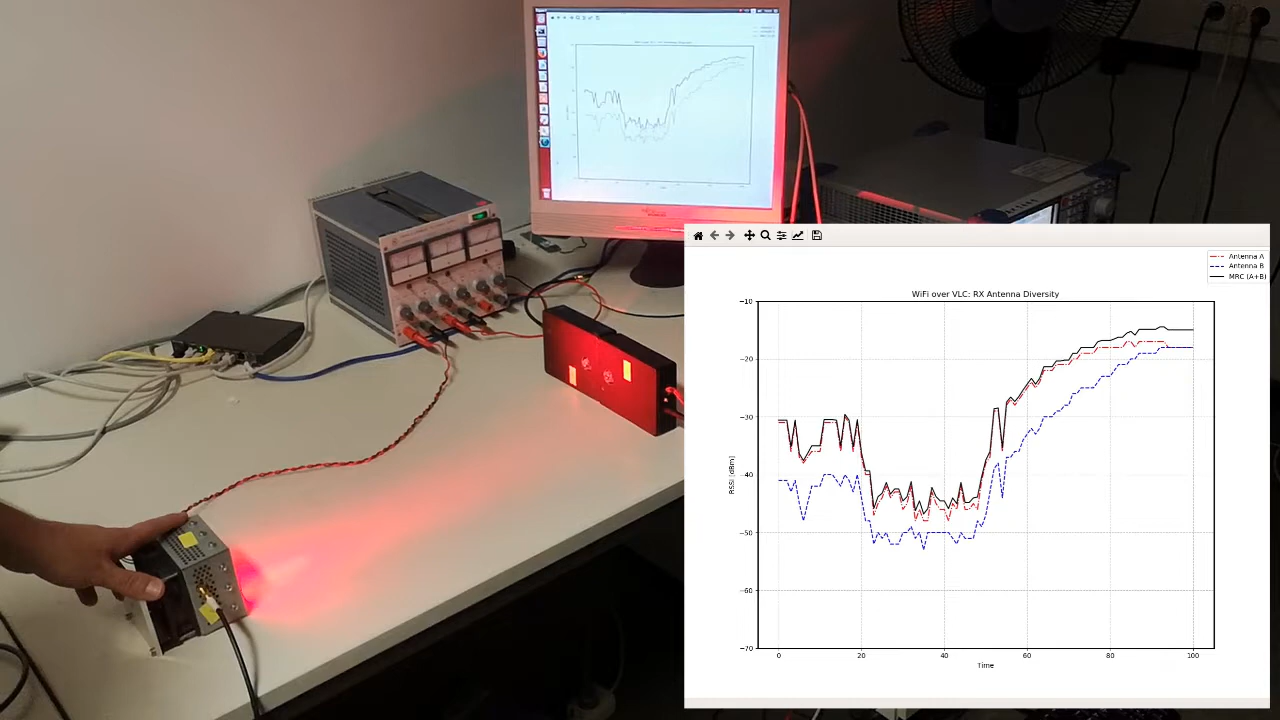 Antenna A
Antenna B
MRC (A+B)
WiFi over VLC: RX Antenna Diversity
−10
−20
−30
−40
−50
−60
−70
RSSI [dBm]
0
20
40
60
80
100
Time